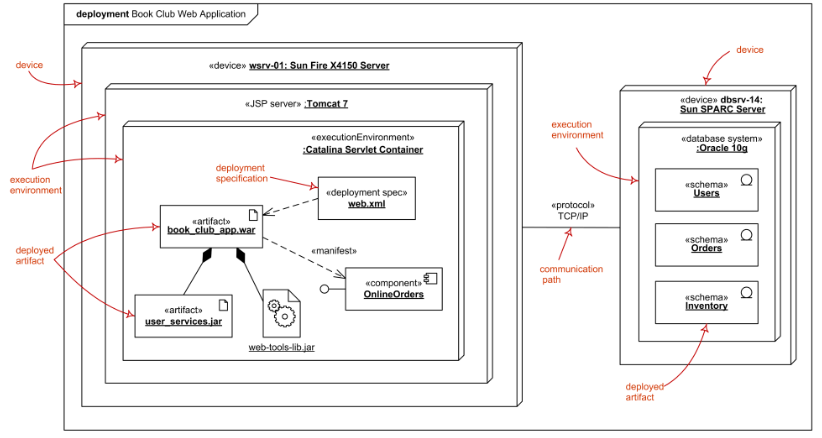 deployment Book Club Web Application
device
«device» wsrv-01: Sun Fire X4150 Server
«JSP server» :Tomcat 7
«executionEnvironment»
:Catalina Servlet Container
deployment
specification
«deployment spec»
web.xml
execution
environment
«artifact»
book_club_app.war
«manifest»
deployed
artifact
«component»
OnlineOrders
«artifact»
user_services.jar
web-tools-lib.jar
«protocol»
TCP/IP
communication
path
device
«device» dbsrv-14:
Sun SPARC Server
execution
environment
«database system»
:Oracle 10g
«schema»
Users
«schema»
Orders
«schema»
Inventory
deployed
artifact